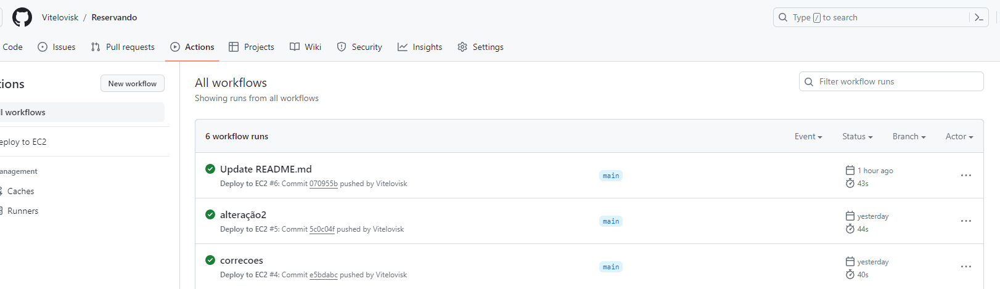 Vitelovisk / Reservando
Type / to search
Code Issues Pull requests Actions Projects Wiki Security Insights Settings
tions
New workflow
ll workflows
eploy to EC2
anagement
Caches
Runners
All workflows
Showing runs from all workflows
Filter workflow runs
6 workflow runs
Event Status Branch Actor
Update README.md
Deploy to EC2 #6: Commit 070955b pushed by Vitelovisk
main
1 hour ago
43s
alteração2
Deploy to EC2 #5: Commit 5c0c04f pushed by Vitelovisk
main
yesterday
44s
correcoes
Deploy to EC2 #4: Commit e5bdabc pushed by Vitelovisk
main
yesterday
40s